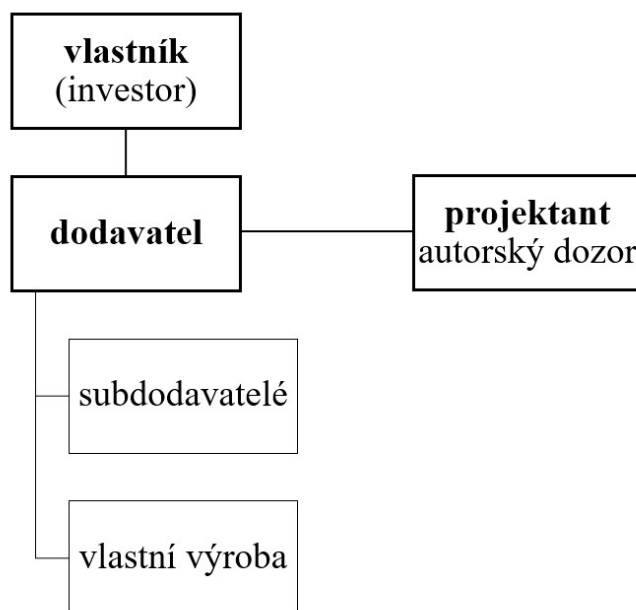 vlastník
(investor)
dodavatel
projektant
autorský dozor
subdodavatelé
vlastní výroba